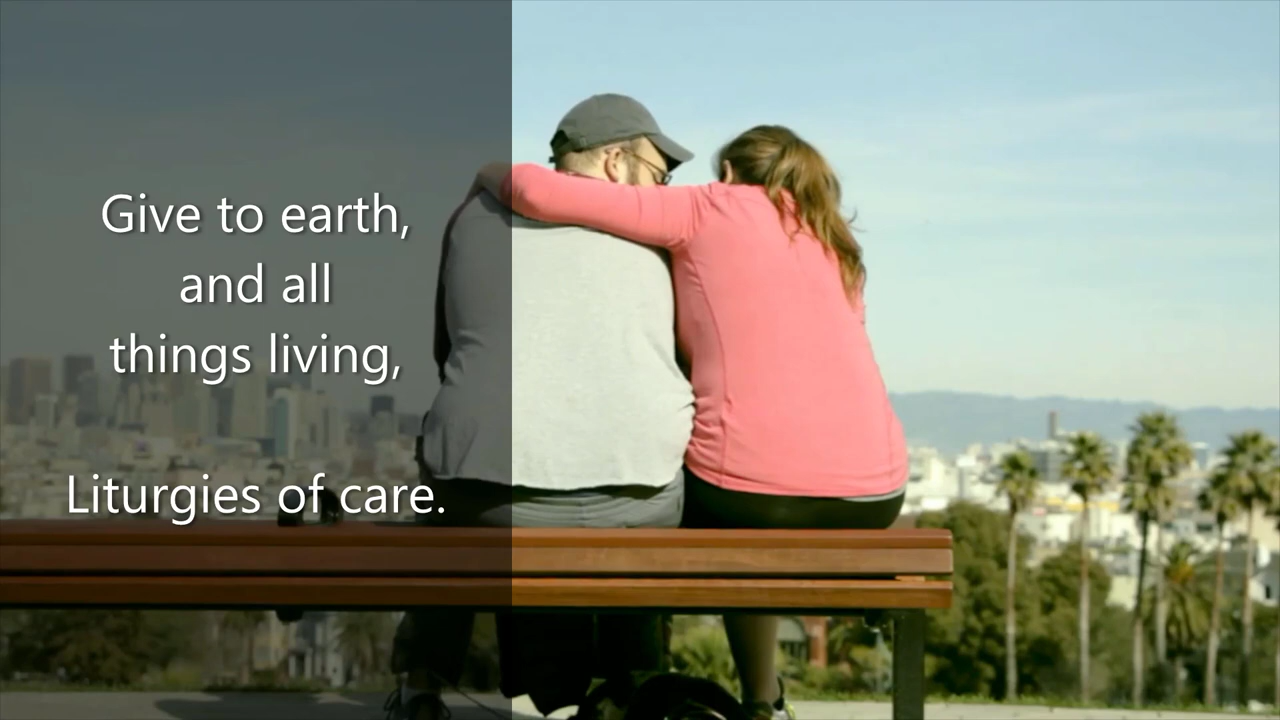 Give to earth,
and all
things living,
Liturgies of care.